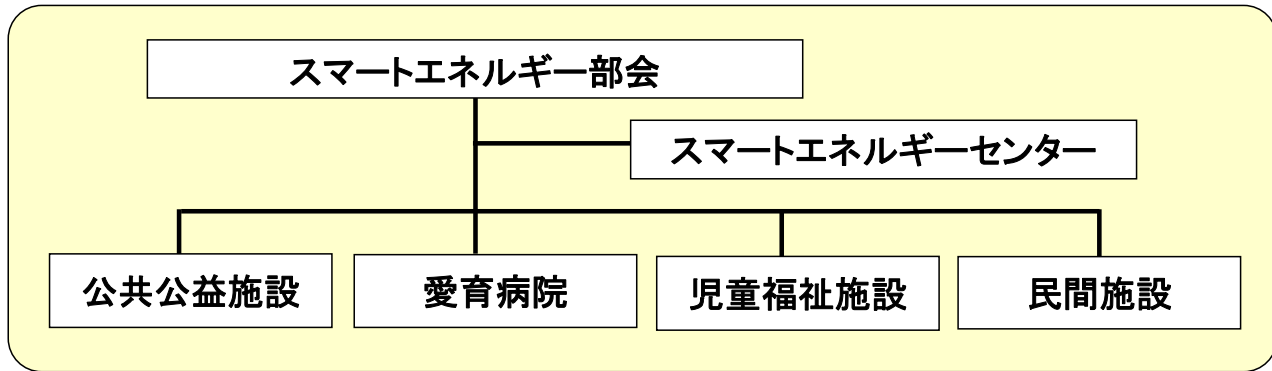 スマートエネルギー部会
スマートエネルギーセンター
公共公益施設
愛育病院
児童福祉施設
民間施設